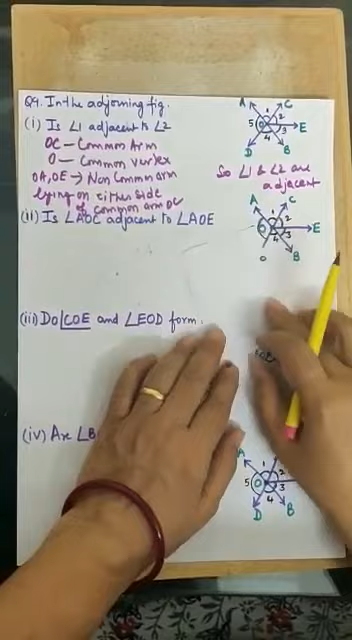 Q4. In the adjoining fig.
(i) Is ∠1 adjacent to ∠2
OC - Common Arm
O - Common vertex
OA, OE → Non Common arm
lying on either side
of common arm OC
So ∠1 & ∠2 are
adjacent
A C
1
5 O 2
3 E
4
D B
(ii) Is ∠AOC adjacent to ∠AOE
A C
1
O 2
3 E
4
B
(iii) Do ∠COE and ∠EOD form
(iv) Are ∠B
A
1
2
5 O 3
4
D B